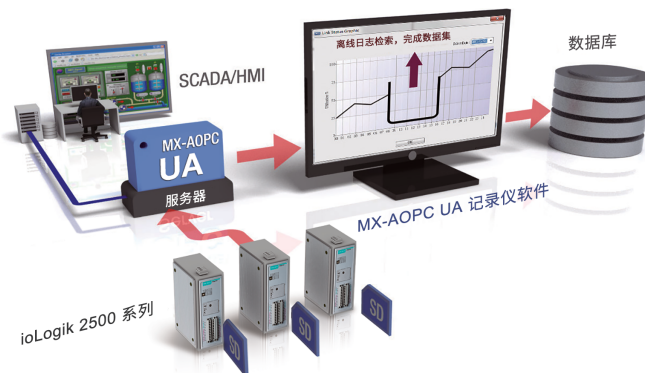 离线日志检索，完成数据集
数据库
SCADA/HMI
MX-AOPC
UA
服务器
MX-AOPC UA 记录仪软件
ioLogik 2500 系列
SD
SD
SD